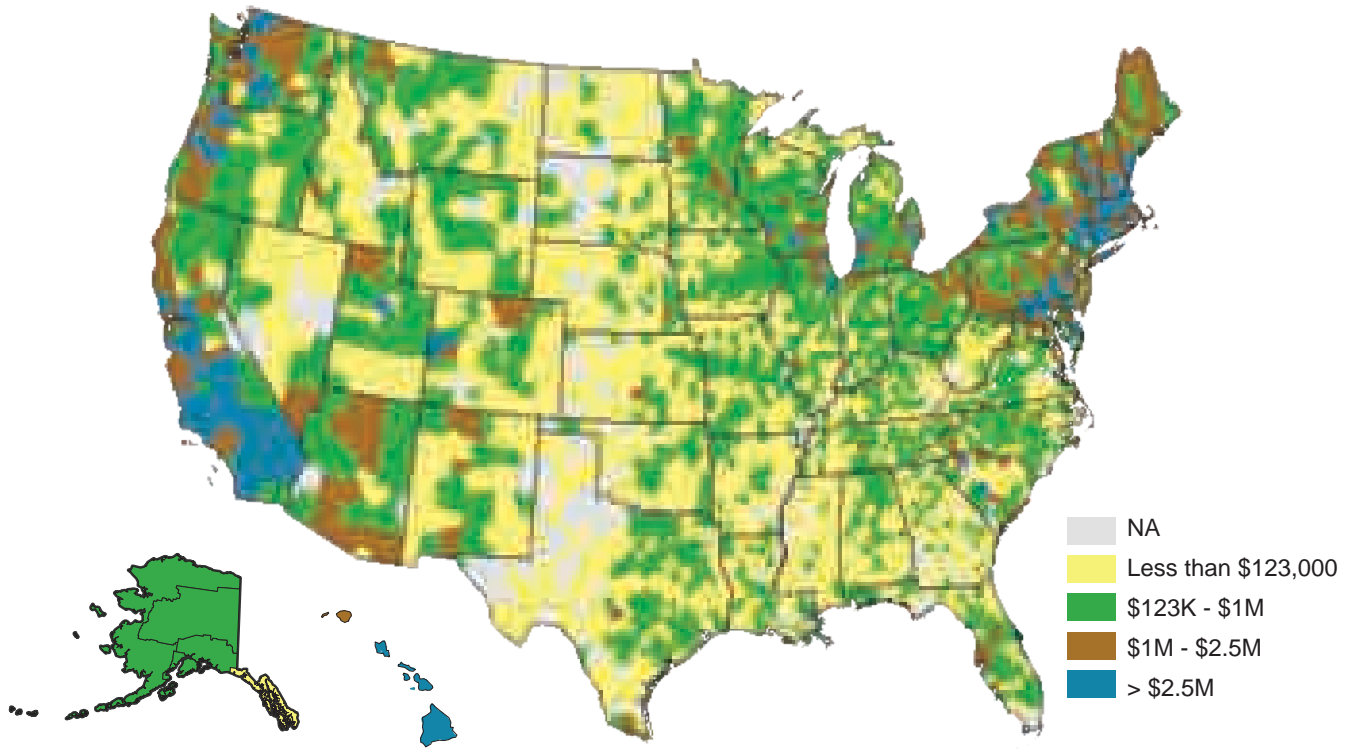 NA
Less than $123,000
$123K - $1M
$1M - $2.5M
> $2.5M